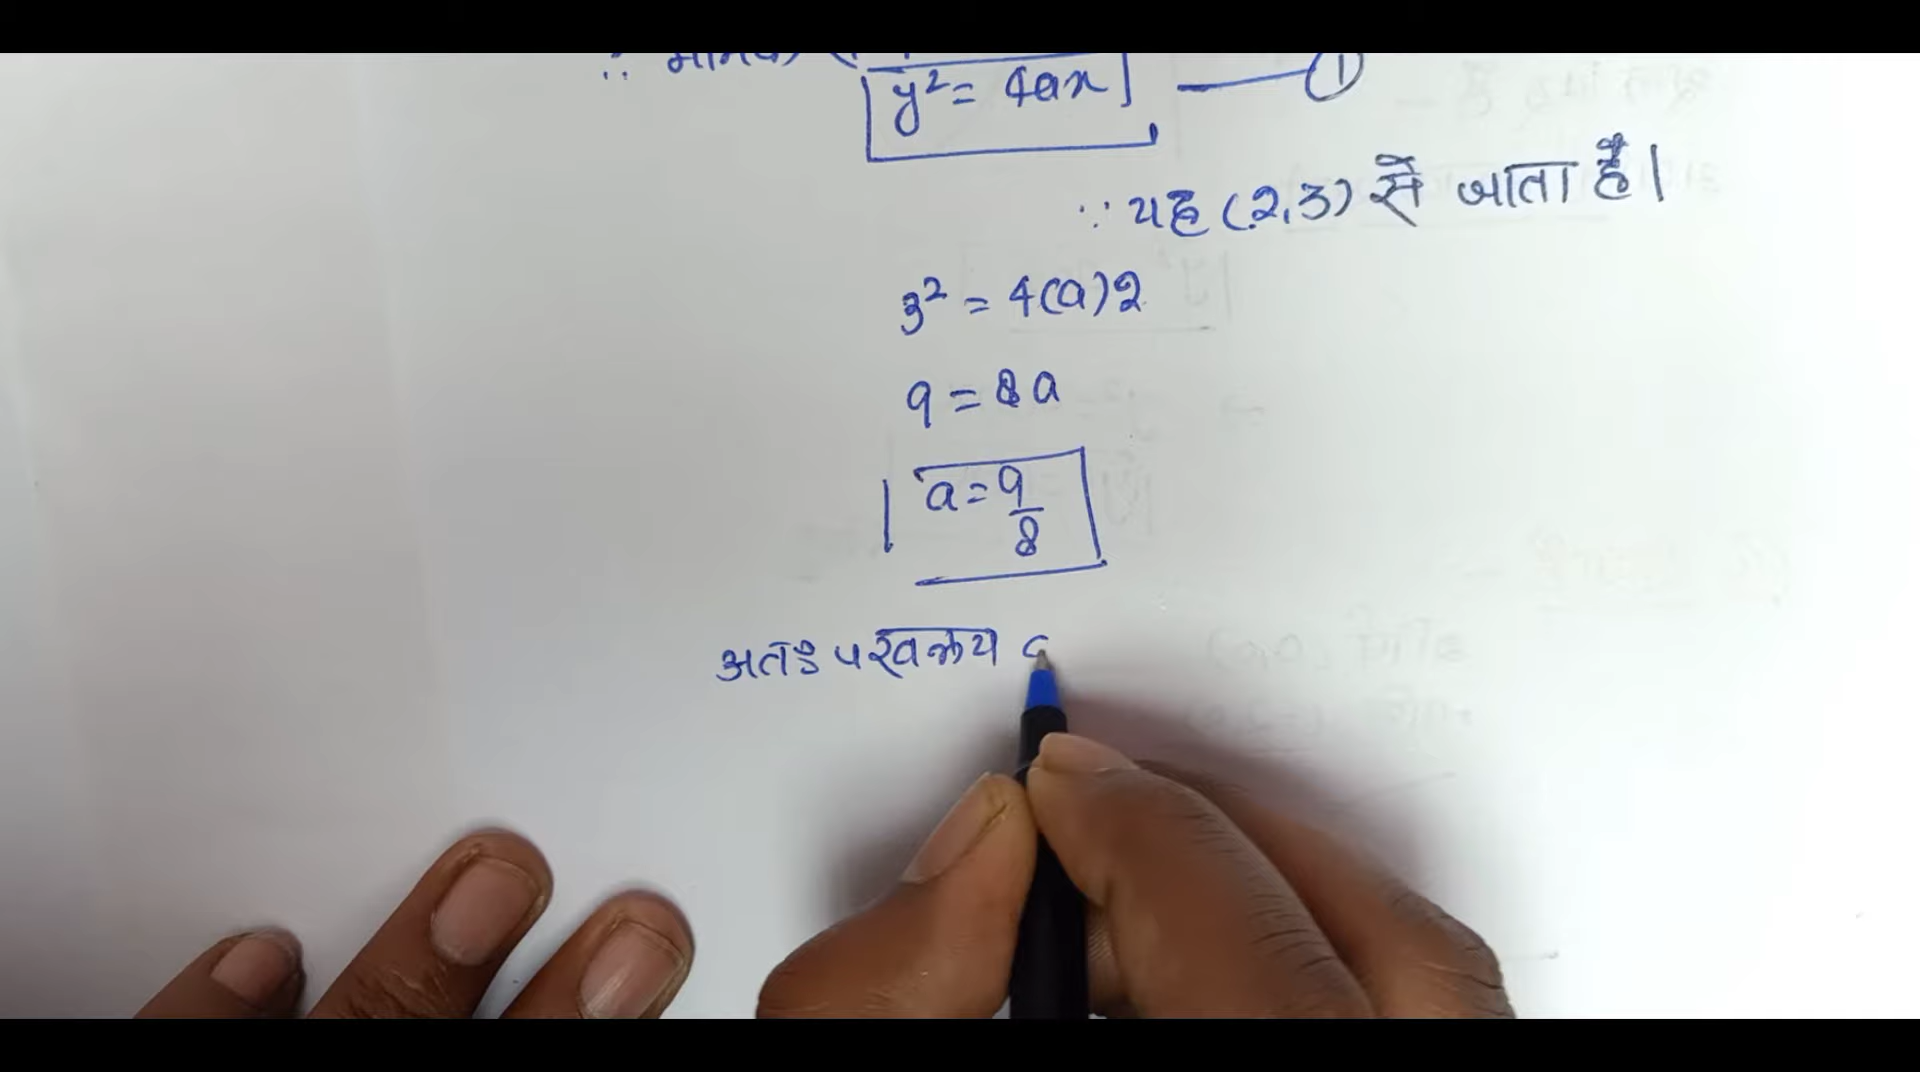 ∴
y² = 4ax ——— ①
∵ यह (2,3) से जाता है।
3² = 4(a)2
9 = 8a
a = 9/8
अतः परवलय